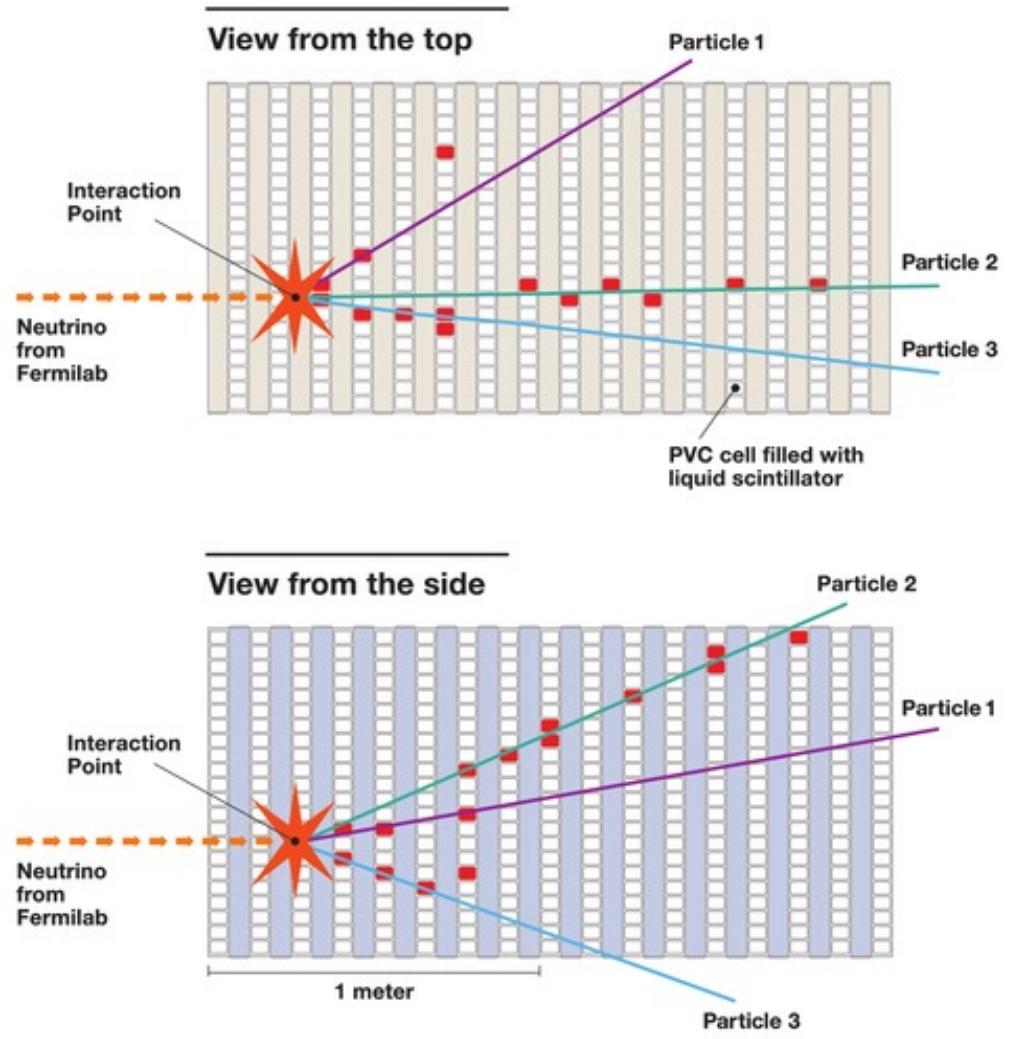 View from the top
Particle 1
Interaction
Point
Particle 2
Neutrino
from
Fermilab
Particle 3
PVC cell filled with
liquid scintillator
View from the side
Particle 2
Particle 1
Interaction
Point
Neutrino
from
Fermilab
1 meter
Particle 3